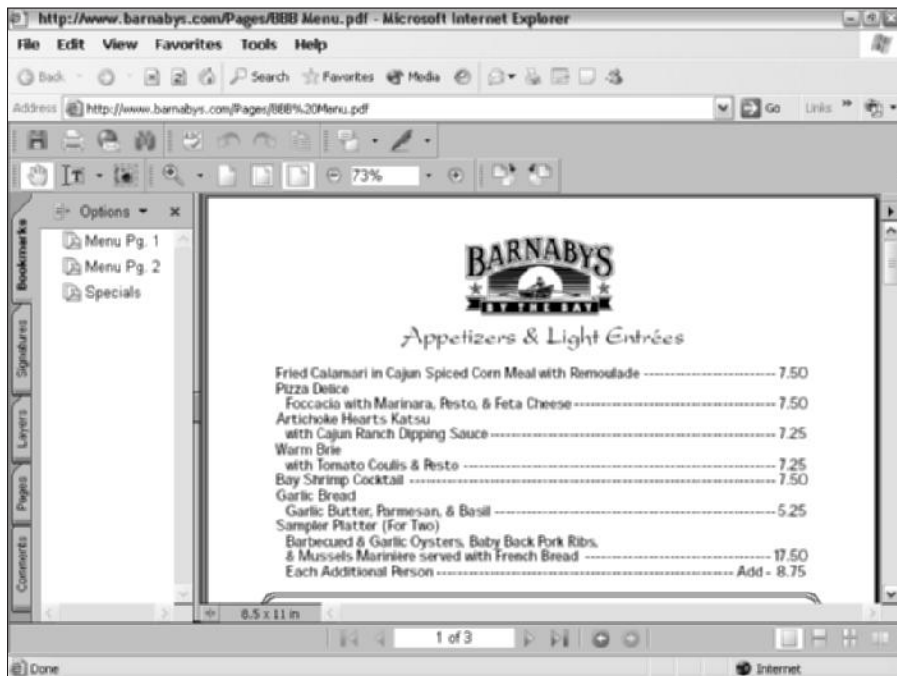 http://www.barnabys.com/Pages/BBB Menu.pdf - Microsoft Internet Explorer
File Edit View Favorites Tools Help
Back Search Favorites Media
Address http://www.barnabys.com/Pages/BBB%20Menu.pdf Go Links »
73%
Options
Bookmarks
Signatures
Layers
Pages
Comments
Menu Pg. 1
Menu Pg. 2
Specials
BARNABYS
BY THE BAY
Appetizers & Light Entrées
Fried Calamari in Cajun Spiced Corn Meal with Remoulade 7.50
Pizza Delice
Foccacia with Marinara, Pesto, & Feta Cheese 7.50
Artichoke Hearts Katsu
with Cajun Ranch Dipping Sauce 7.25
Warm Brie
with Tomato Coulis & Pesto 7.25
Bay Shrimp Cocktail 7.50
Garlic Bread
Garlic Butter, Parmesan, & Basil 5.25
Sampler Platter (For Two)
Barbecued & Garlic Oysters, Baby Back Pork Ribs,
& Mussels Mariniere served with French Bread 17.50
Each Additional Person Add - 8.75
8.5 x 11 in
1 of 3
Done Internet